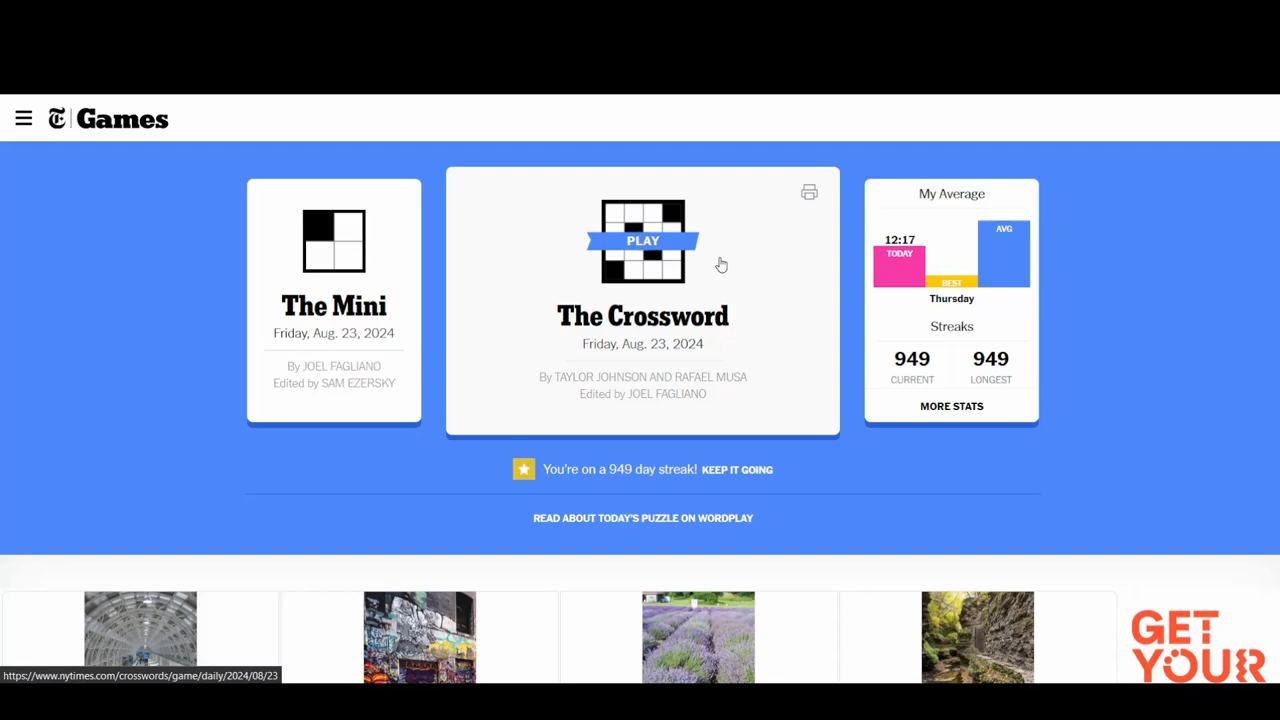 T Games
The Mini
Friday, Aug. 23, 2024
By JOEL FAGLIANO
Edited by SAM EZERSKY
PLAY
The Crossword
Friday, Aug. 23, 2024
By TAYLOR JOHNSON AND RAFAEL MUSA
Edited by JOEL FAGLIANO
My Average
12:17
TODAY
BEST
AVG
Thursday
Streaks
949
CURRENT
949
LONGEST
MORE STATS
You're on a 949 day streak! KEEP IT GOING
READ ABOUT TODAY'S PUZZLE ON WORDPLAY
GET
YOUR
https://www.nytimes.com/crosswords/game/daily/2024/08/23